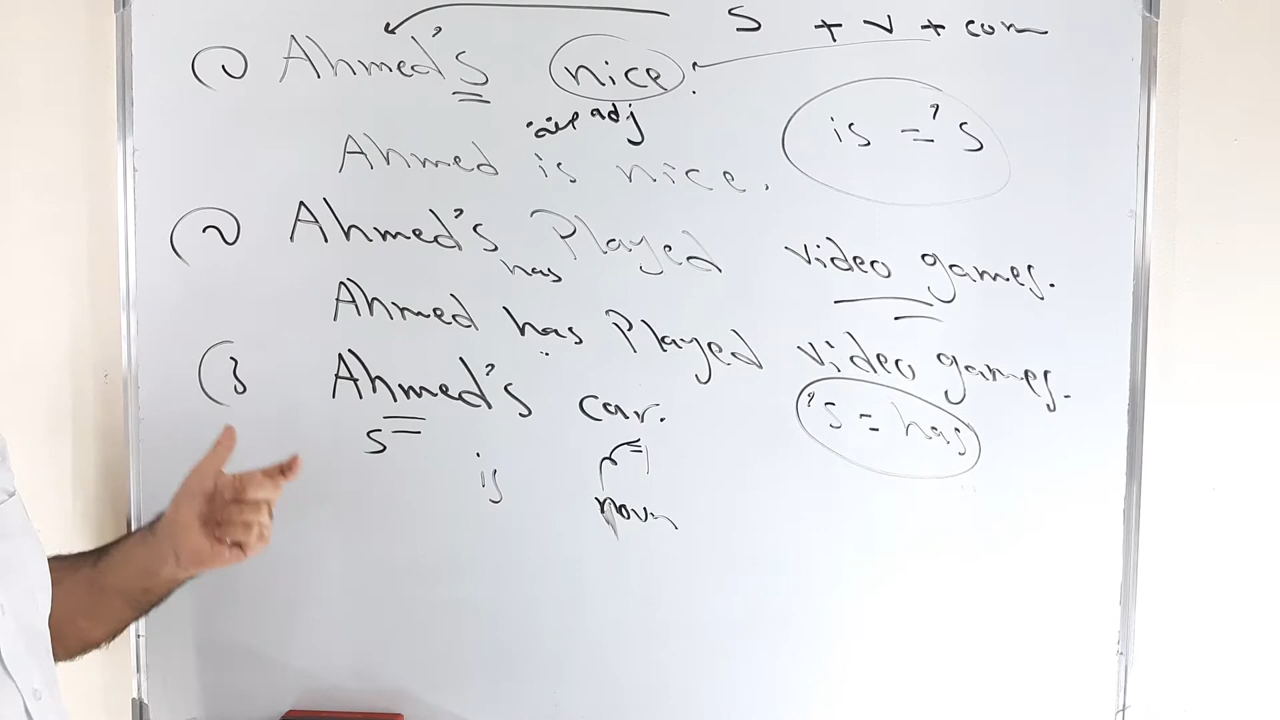 S + V + com
(1) Ahmed's nice.
adj
Ahmed is nice.
is = 's
(2) Ahmed's Played video games.
has
Ahmed has Played video games.
(3) Ahmed's car.
's = has
S
is
noun